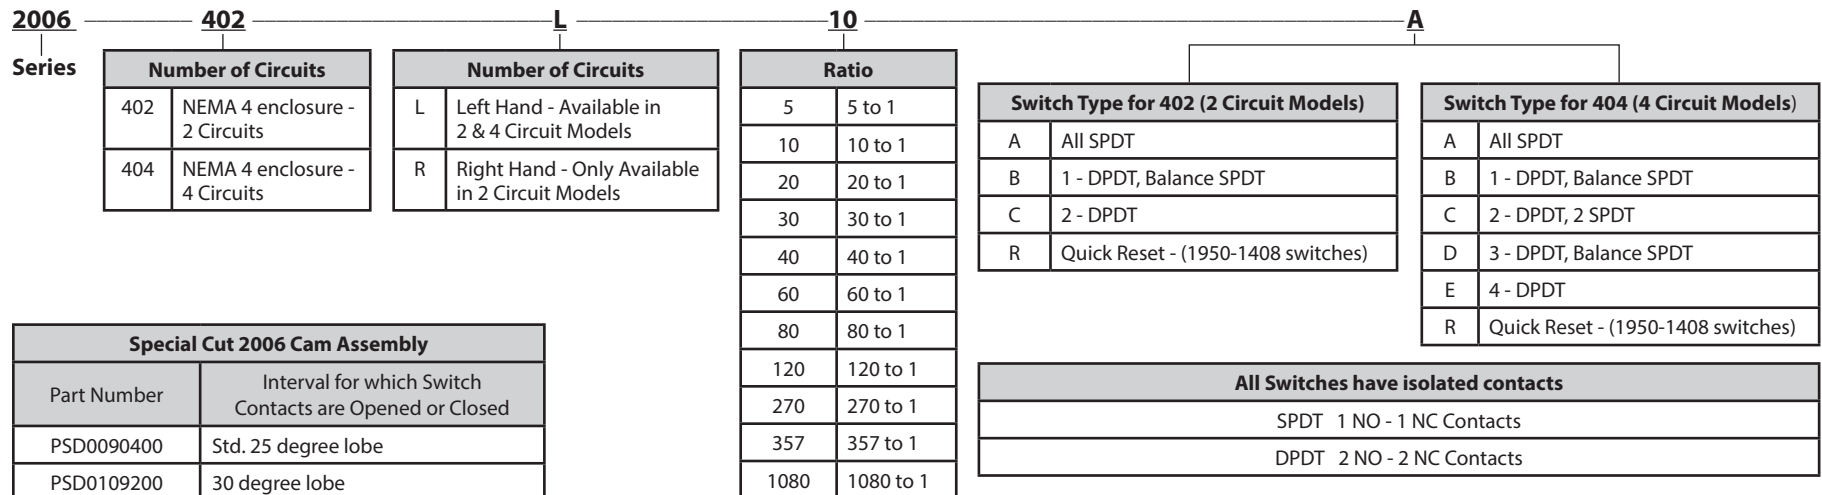 2006 402 L 10 A
Series
Number of Circuits
402 NEMA 4 enclosure -
2 Circuits
404 NEMA 4 enclosure -
4 Circuits
Number of Circuits
L Left Hand - Available in
2 & 4 Circuit Models
R Right Hand - Only Available
in 2 Circuit Models
Ratio
5 5 to 1
10 10 to 1
20 20 to 1
30 30 to 1
40 40 to 1
60 60 to 1
80 80 to 1
120 120 to 1
270 270 to 1
357 357 to 1
1080 1080 to 1
Switch Type for 402 (2 Circuit Models)
A All SPDT
B 1 - DPDT, Balance SPDT
C 2 - DPDT
R Quick Reset - (1950-1408 switches)
Switch Type for 404 (4 Circuit Models)
A All SPDT
B 1 - DPDT, Balance SPDT
C 2 - DPDT, 2 SPDT
D 3 - DPDT, Balance SPDT
E 4 - DPDT
R Quick Reset - (1950-1408 switches)
Special Cut 2006 Cam Assembly
Part Number Interval for which Switch
Contacts are Opened or Closed
PSD0090400 Std. 25 degree lobe
PSD0109200 30 degree lobe
All Switches have isolated contacts
SPDT 1 NO - 1 NC Contacts
DPDT 2 NO - 2 NC Contacts